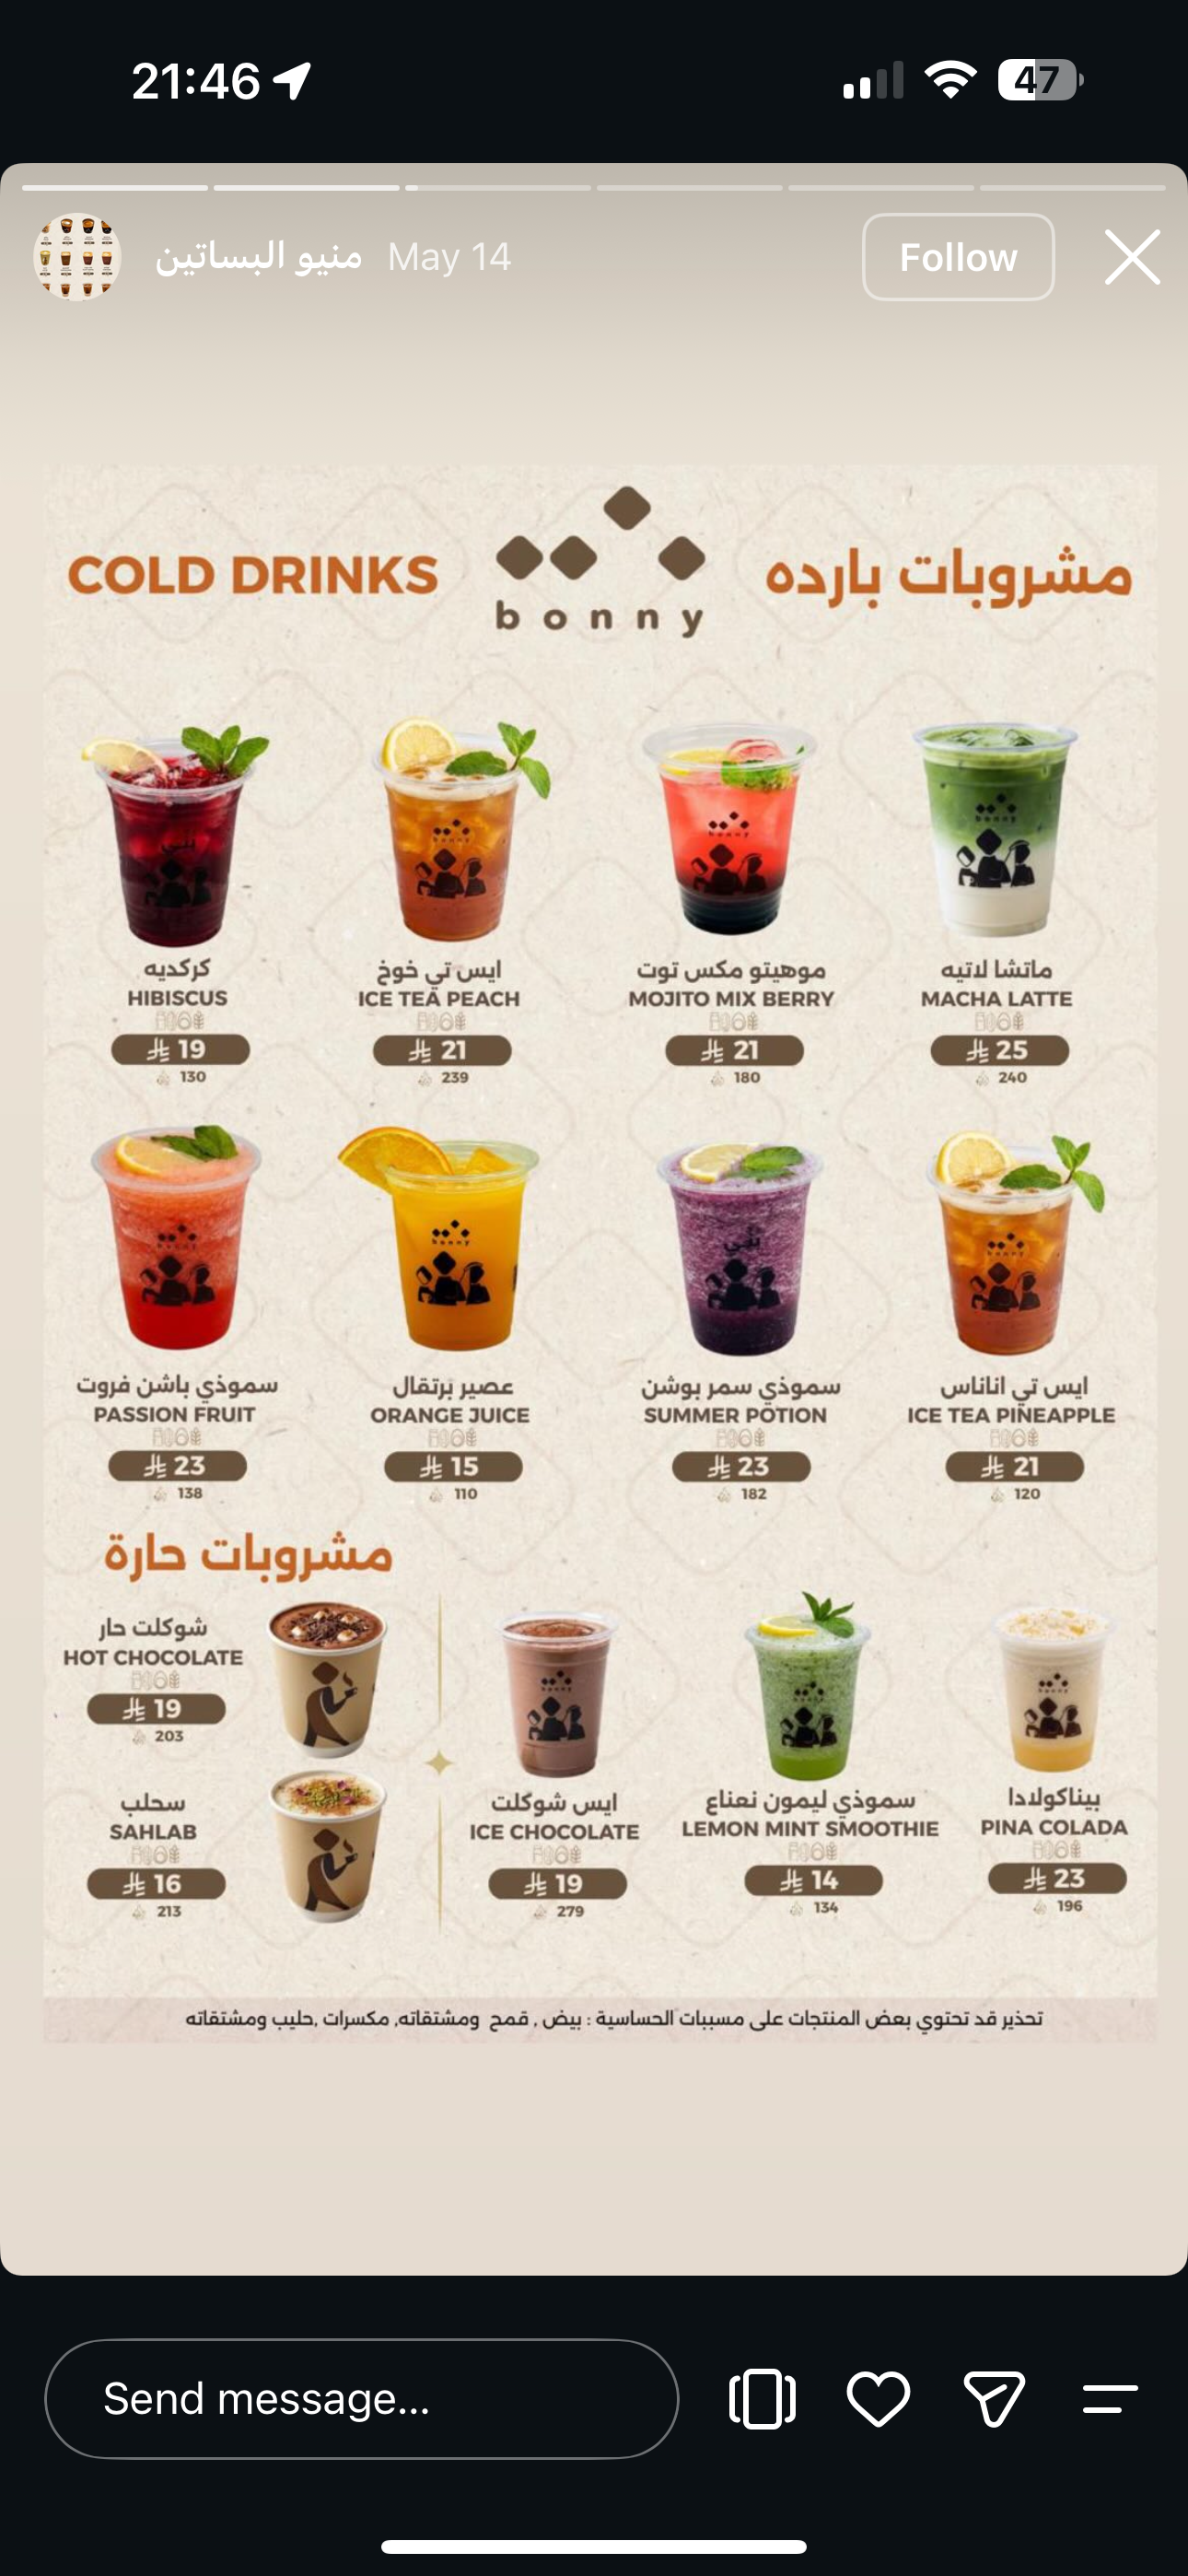 21:46
47
منيو البساتين May 14
Follow
COLD DRINKS
bonny
مشروبات بارده
كركديه
HIBISCUS
19
130
ايس تي خوخ
ICE TEA PEACH
21
239
موهيتو مكس توت
MOJITO MIX BERRY
21
180
ماتشا لاتيه
MACHA LATTE
25
240
سموذي باشن فروت
PASSION FRUIT
23
138
عصير برتقال
ORANGE JUICE
15
110
سموذي سمر بوشن
SUMMER POTION
23
182
ايس تي اناناس
ICE TEA PINEAPPLE
21
120
مشروبات حارة
شوكلت حار
HOT CHOCOLATE
19
203
سحلب
SAHLAB
16
213
ايس شوكلت
ICE CHOCOLATE
19
279
سموذي ليمون نعناع
LEMON MINT SMOOTHIE
14
134
بيناكولادا
PINA COLADA
23
196
تحذير قد تحتوي بعض المنتجات على مسببات الحساسية : بيض , قمح ومشتقاته, مكسرات ,حليب ومشتقاته
Send message...